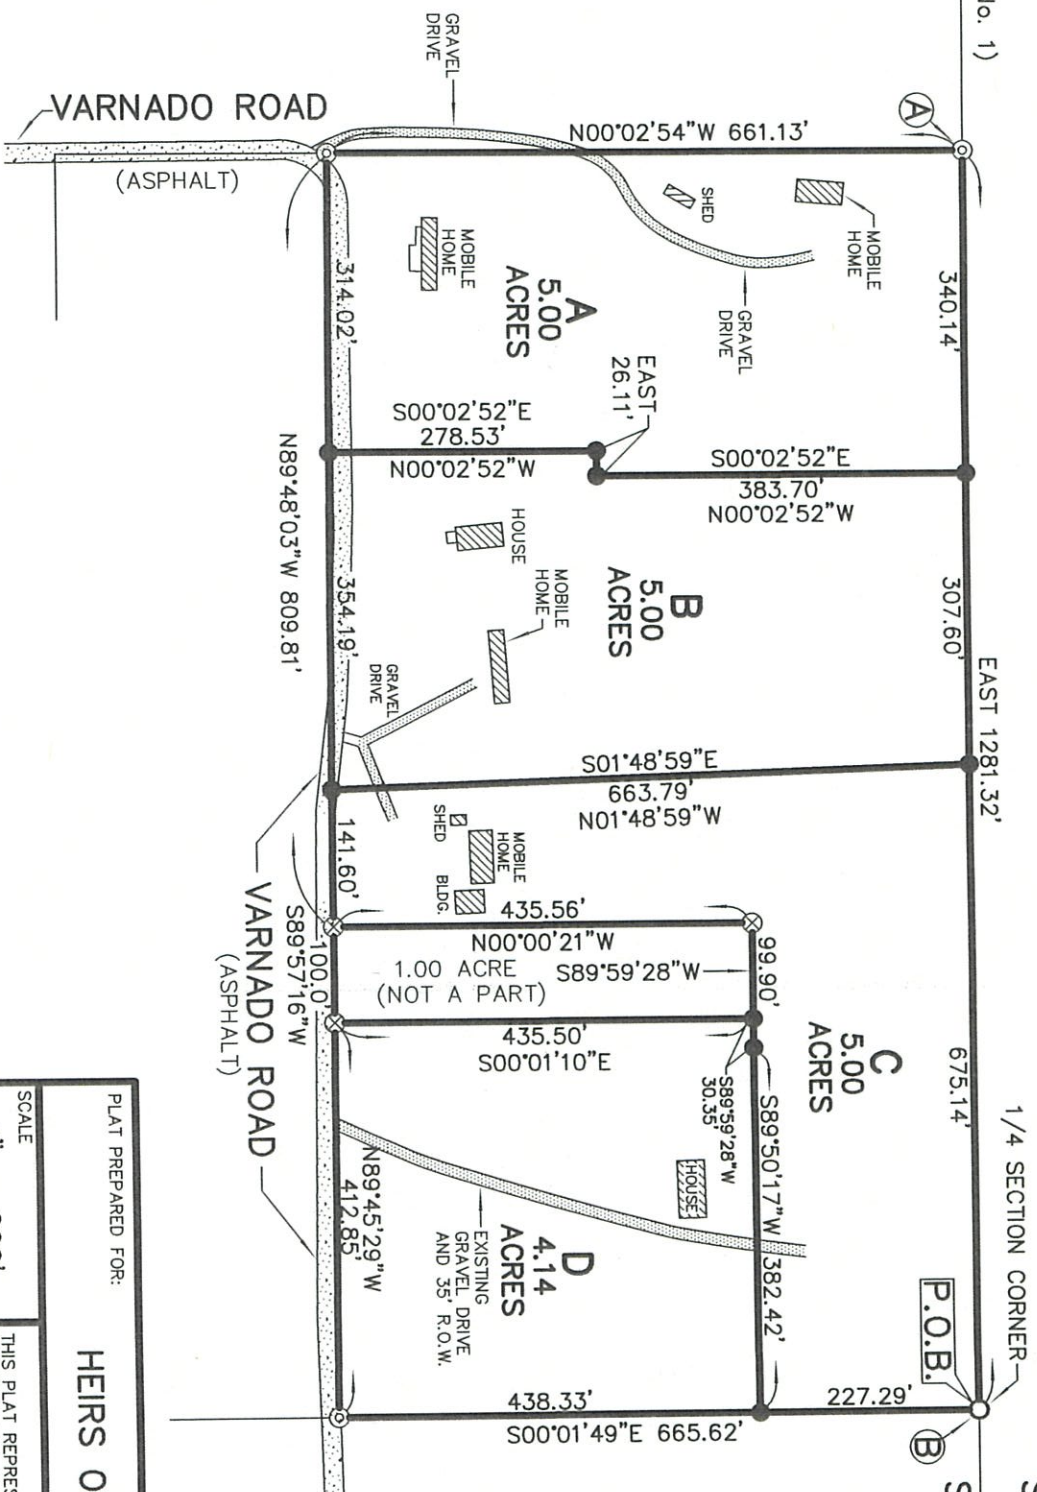 lo. 1)
GRAVEL
DRIVE
VARNADO ROAD
(ASPHALT)
A
N00°02'54"W 661.13'
SHED
MOBILE
HOME
MOBILE
HOME
GRAVEL
DRIVE
A
5.00
ACRES
314.02'
340.14'
EAST
26.11'
S00°02'52"E
278.53'
N00°02'52"W
S00°02'52"E
383.70'
N00°02'52"W
N89°48'03"W 809.81'
354.19'
HOUSE
MOBILE
HOME
B
5.00
ACRES
307.60'
EAST 1281.32'
GRAVEL
DRIVE
S01°48'59"E
663.79'
N01°48'59"W
141.60'
SHED
MOBILE
HOME
BLDG.
435.56'
N00°00'21"W
1.00 ACRE
(NOT A PART)
S89°59'28"W
99.90'
100.0'
S89°57'16"W
VARNADO ROAD
(ASPHALT)
435.50'
S00°01'10"E
S89°59'28"W
30.35'
C
5.00
ACRES
675.14'
1/4 SECTION CORNER
HOUSE
S89°50'17"W 382.42'
N89°45'29"W
412.85'
EXISTING
GRAVEL DRIVE
AND 35' R.O.W.
D
4.14
ACRES
P.O.B.
438.33'
S00°01'49"E 665.62'
227.29'
B
PLAT PREPARED FOR:
HEIRS O
SCALE
THIS PLAT REPRES